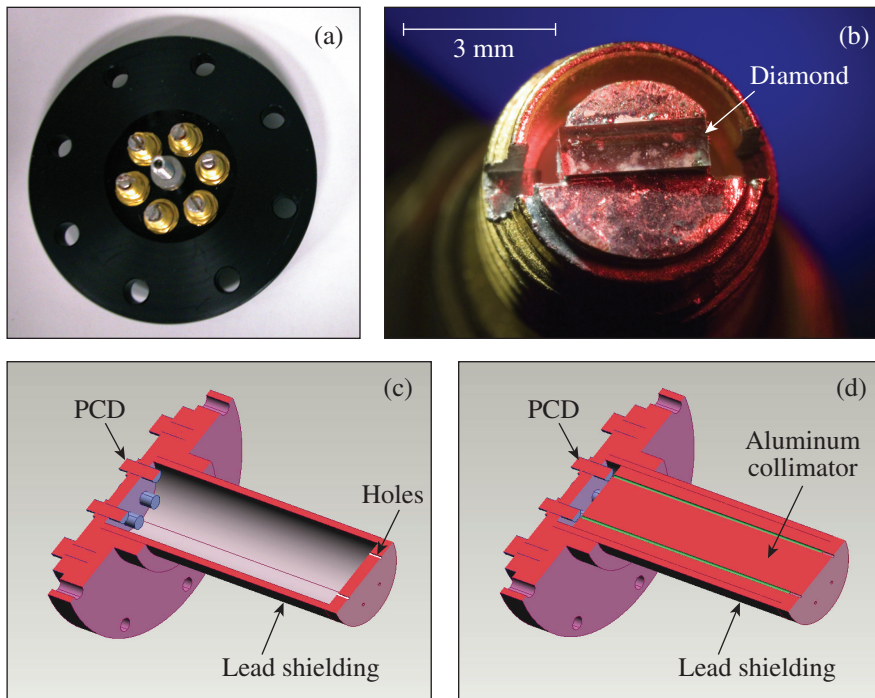 (a)
3 mm
(b)
Diamond
(c)
PCD
Holes
Lead shielding
(d)
PCD
Aluminum
collimator
Lead shielding